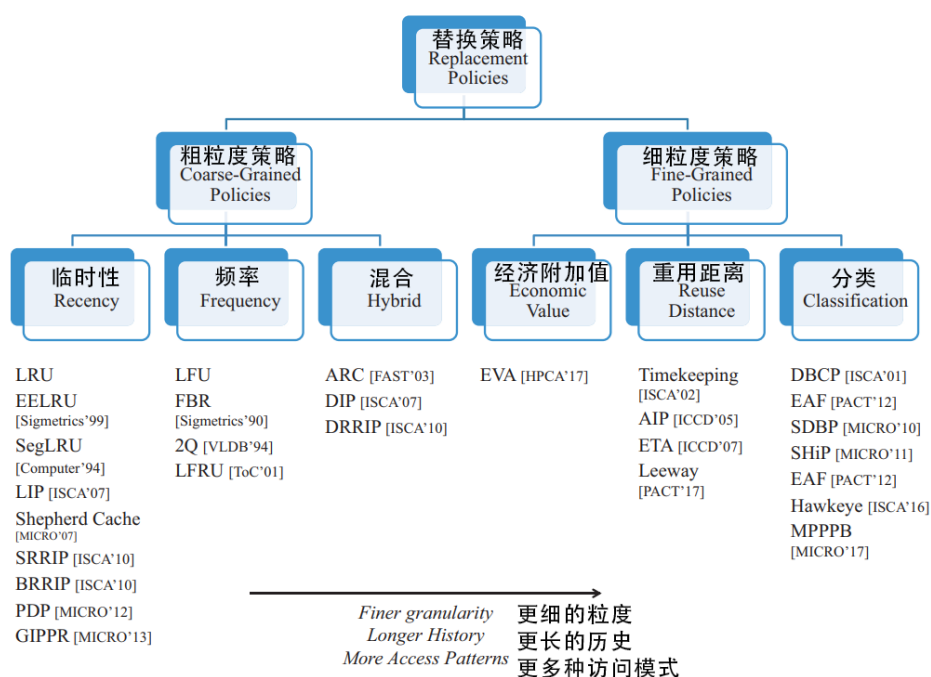 替换策略
Replacement
Policies
粗粒度策略
Coarse-Grained
Policies
细粒度策略
Fine-Grained
Policies
临时性
Recency
频率
Frequency
混合
Hybrid
经济附加值
Economic
Value
重用距离
Reuse
Distance
分类
Classification
LRU
EELRU
[Sigmetrics'99]
SegLRU
[Computer'94]
LIP [ISCA'07]
Shepherd Cache
[MICRO'07]
SRRIP [ISCA'10]
BRRIP [ISCA'10]
PDP [MICRO'12]
GIPPR [MICRO'13]
LFU
FBR
[Sigmetrics'90]
2Q [VLDB'94]
LFRU [ToC'01]
ARC [FAST'03]
DIP [ISCA'07]
DRRIP [ISCA'10]
EVA [HPCA'17]
Timekeeping
[ISCA'02]
AIP [ICCD'05]
ETA [ICCD'07]
Leeway
[PACT'17]
DBCP [ISCA'01]
EAF [PACT'12]
SDBP [MICRO'10]
SHiP [MICRO'11]
EAF [PACT'12]
Hawkeye [ISCA'16]
MPPPB
[MICRO'17]
Finer granularity 更细的粒度
Longer History 更长的历史
More Access Patterns 更多种访问模式